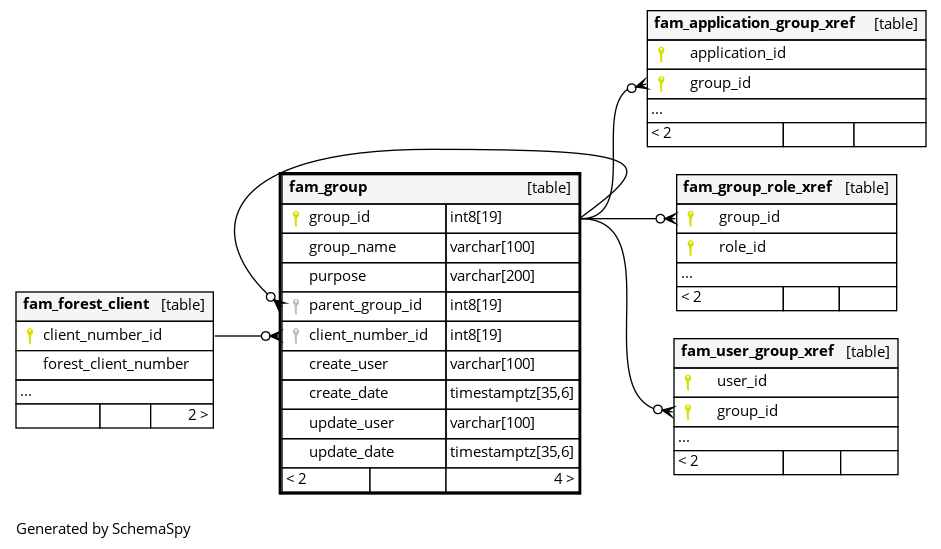 fam_application_group_xref [table]
application_id
group_id
...
< 2
fam_group [table]
group_id int8[19]
group_name varchar[100]
purpose varchar[200]
parent_group_id int8[19]
client_number_id int8[19]
create_user varchar[100]
create_date timestamptz[35,6]
update_user varchar[100]
update_date timestamptz[35,6]
< 2 4 >
fam_group_role_xref [table]
group_id
role_id
...
< 2
fam_forest_client [table]
client_number_id
forest_client_number
...
2 >
fam_user_group_xref [table]
user_id
group_id
...
< 2
Generated by SchemaSpy